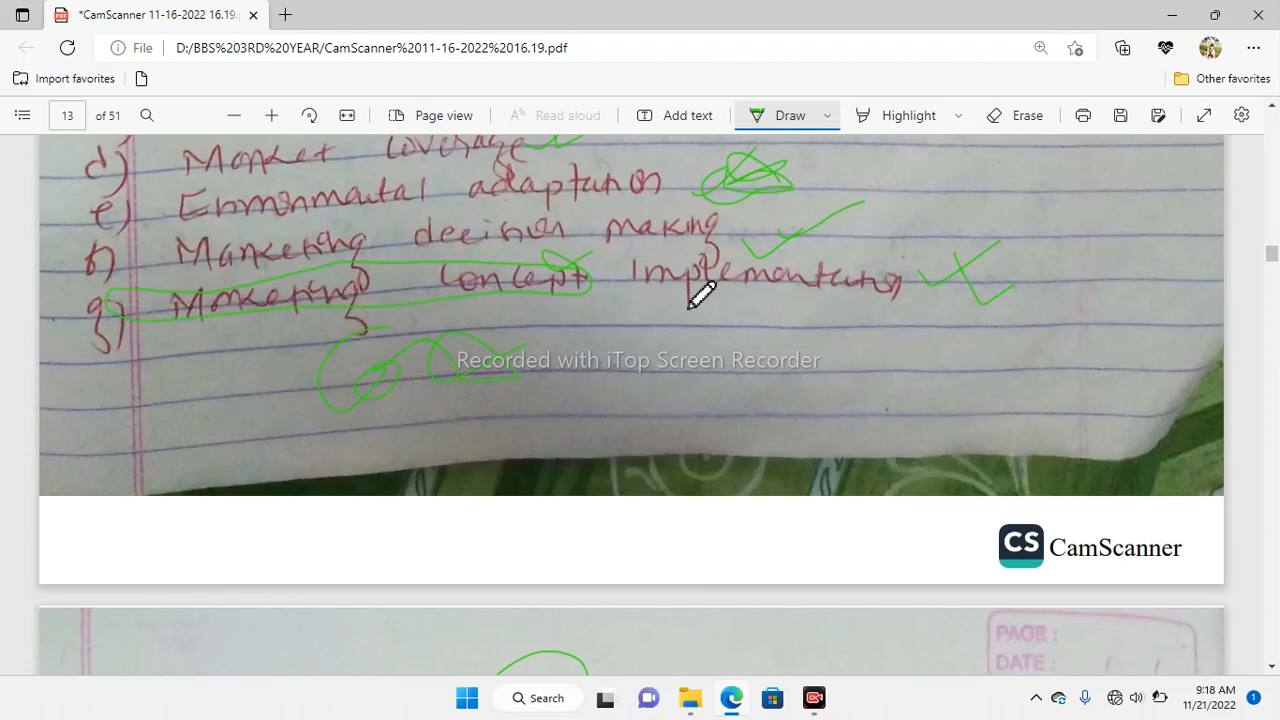 *CamScanner 11-16-2022 16.19.
File D:/BBS%203RD%20YEAR/CamScanner%2011-16-2022%2016.19.pdf
Import favorites Other favorites
13 of 51 Page view Read aloud Add text Draw Highlight Erase
d) Market Coverage
e) Environmental adaptation
f) Marketing decision making
g) Marketing Concept Implementating
Recorded with iTop Screen Recorder
CS CamScanner
PAGE :
DATE :
Search
9:18 AM
11/21/2022
1